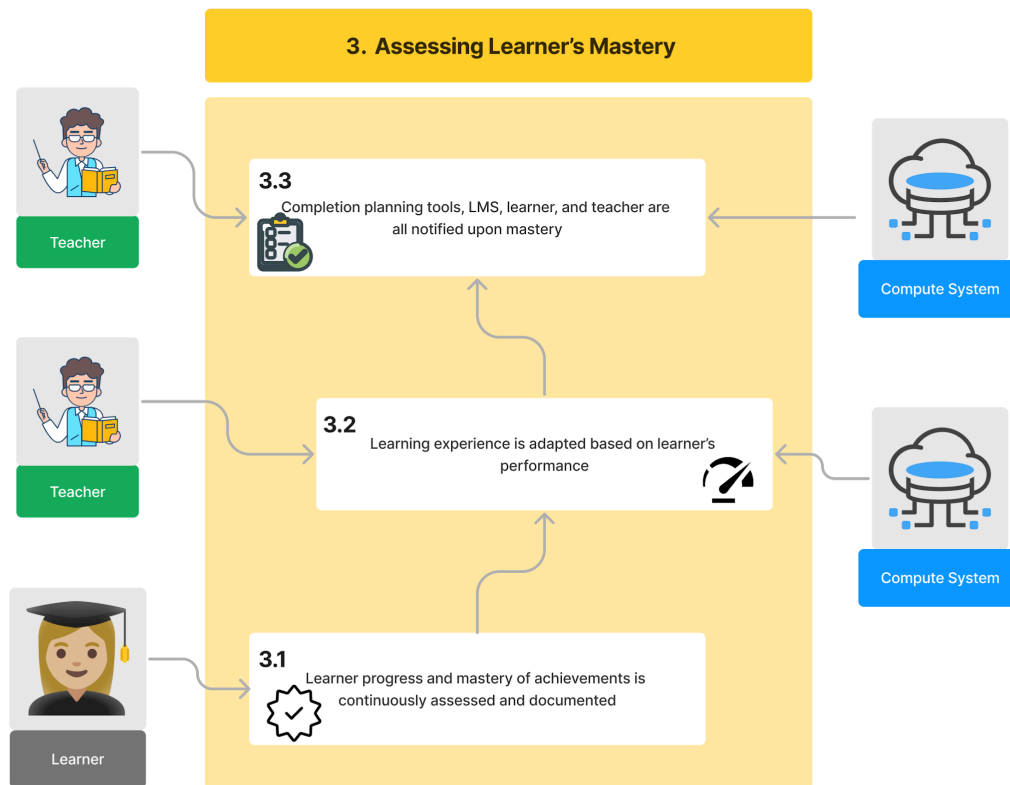 3. Assessing Learner’s Mastery
Teacher
3.3
Completion planning tools, LMS, learner, and teacher are
all notified upon mastery
Compute System
Teacher
3.2
Learning experience is adapted based on learner’s
performance
Compute System
Learner
3.1
Learner progress and mastery of achievements is
continuously assessed and documented